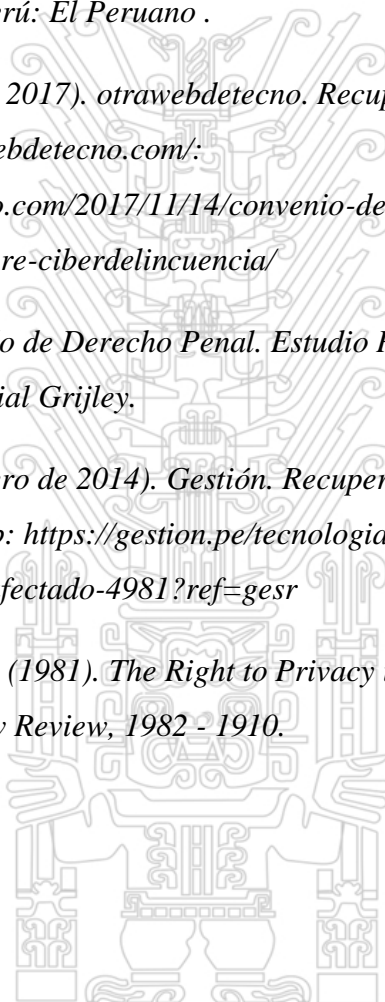 erú: El Peruano .
2017). otrawebdetecno. Recup
ebdetecno.com/:
o.com/2017/11/14/convenio-de
re-ciberdelincuencia/
o de Derecho Penal. Estudio
ial Grijley.
ero de 2014). Gestión. Recuper
p: https://gestion.pe/tecnologia
fectado-4981?ref=gesr
(1981). The Right to Privacy
y Review, 1982 - 1910.